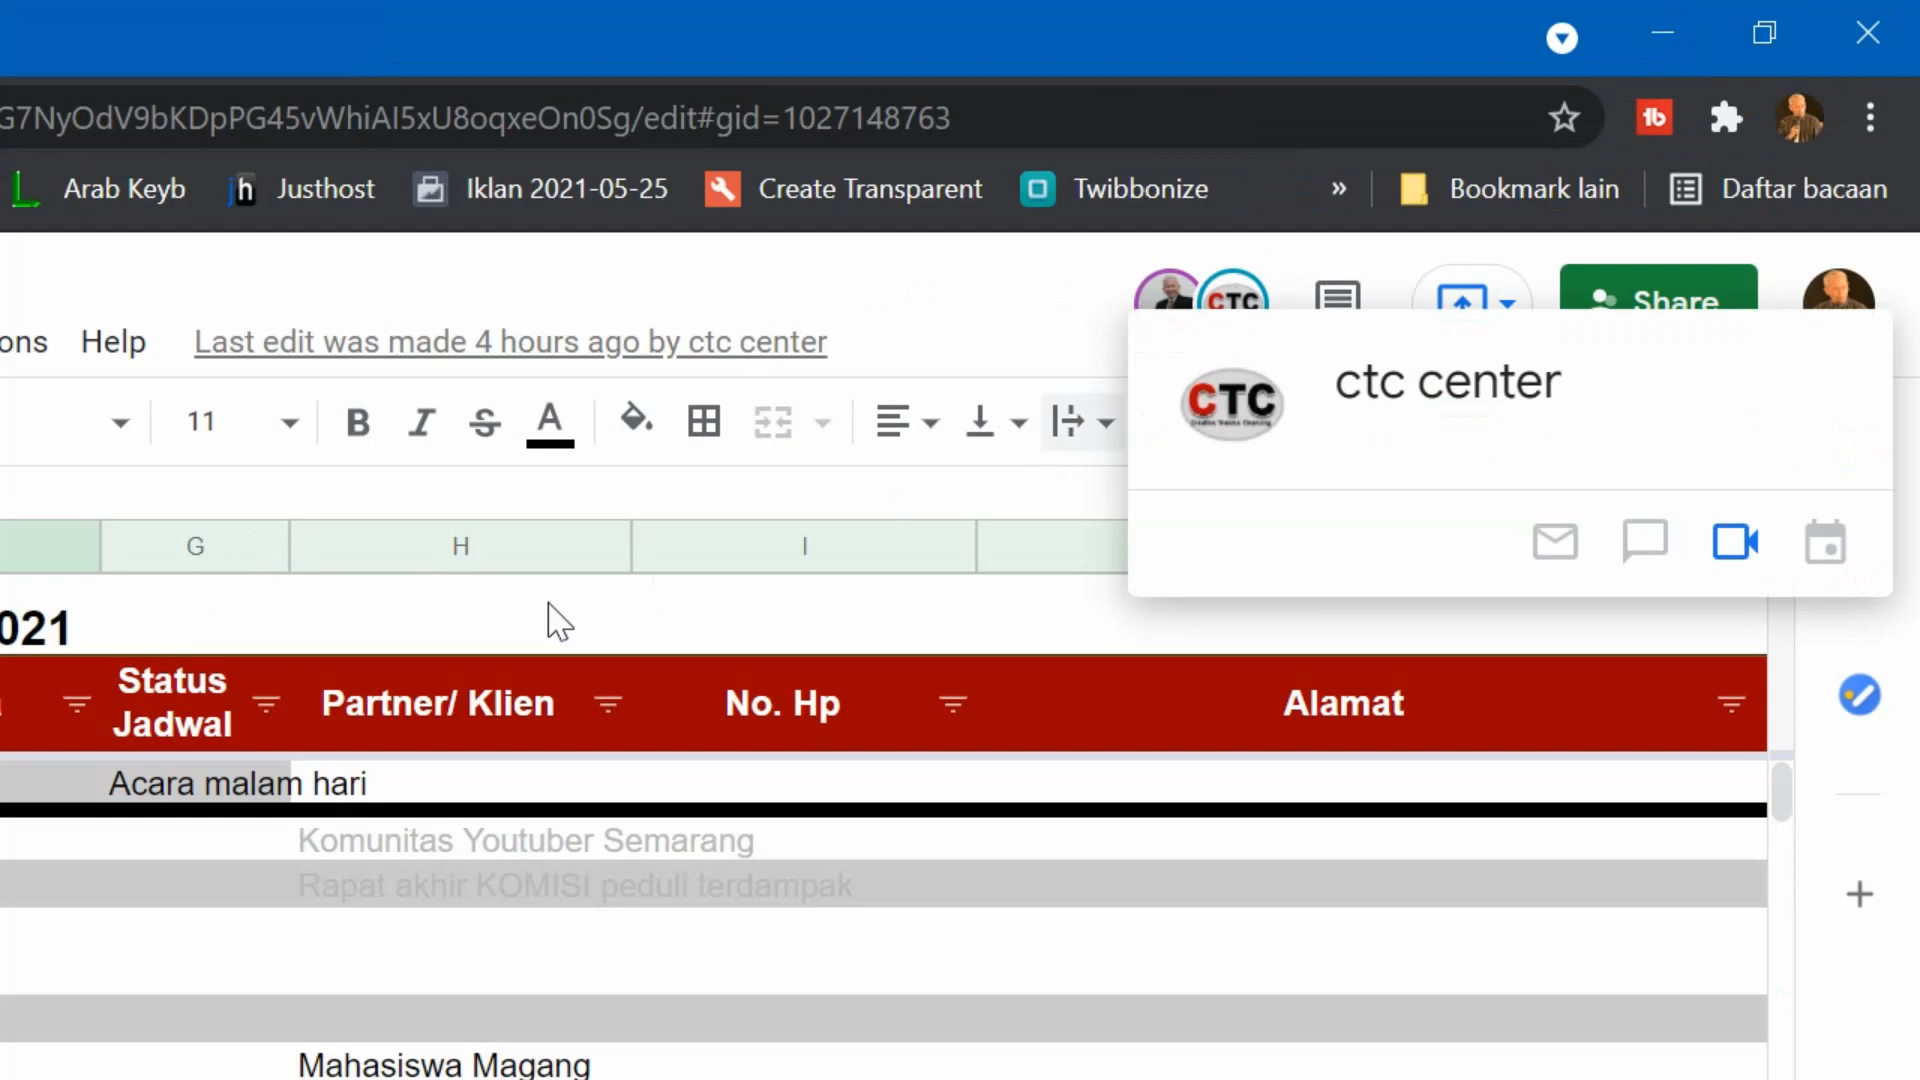 G7NyOdV9bKDpPG45vWhiAI5xU8oqxeOn0Sg/edit#gid=1027148763
Arab Keyb
Justhost
Iklan 2021-05-25
Create Transparent
Twibbonize
»
Bookmark lain
Daftar bacaan
CTC
Share
ons
Help
Last edit was made 4 hours ago by ctc center
CTC
ctc center
11
B
I
S
A
G
H
I
021
Status
Jadwal
Partner/ Klien
No. Hp
Alamat
Acara malam hari
Komunitas Youtuber Semarang
Rapat akhir KOMISI peduli terdampak
Mahasiswa Magang